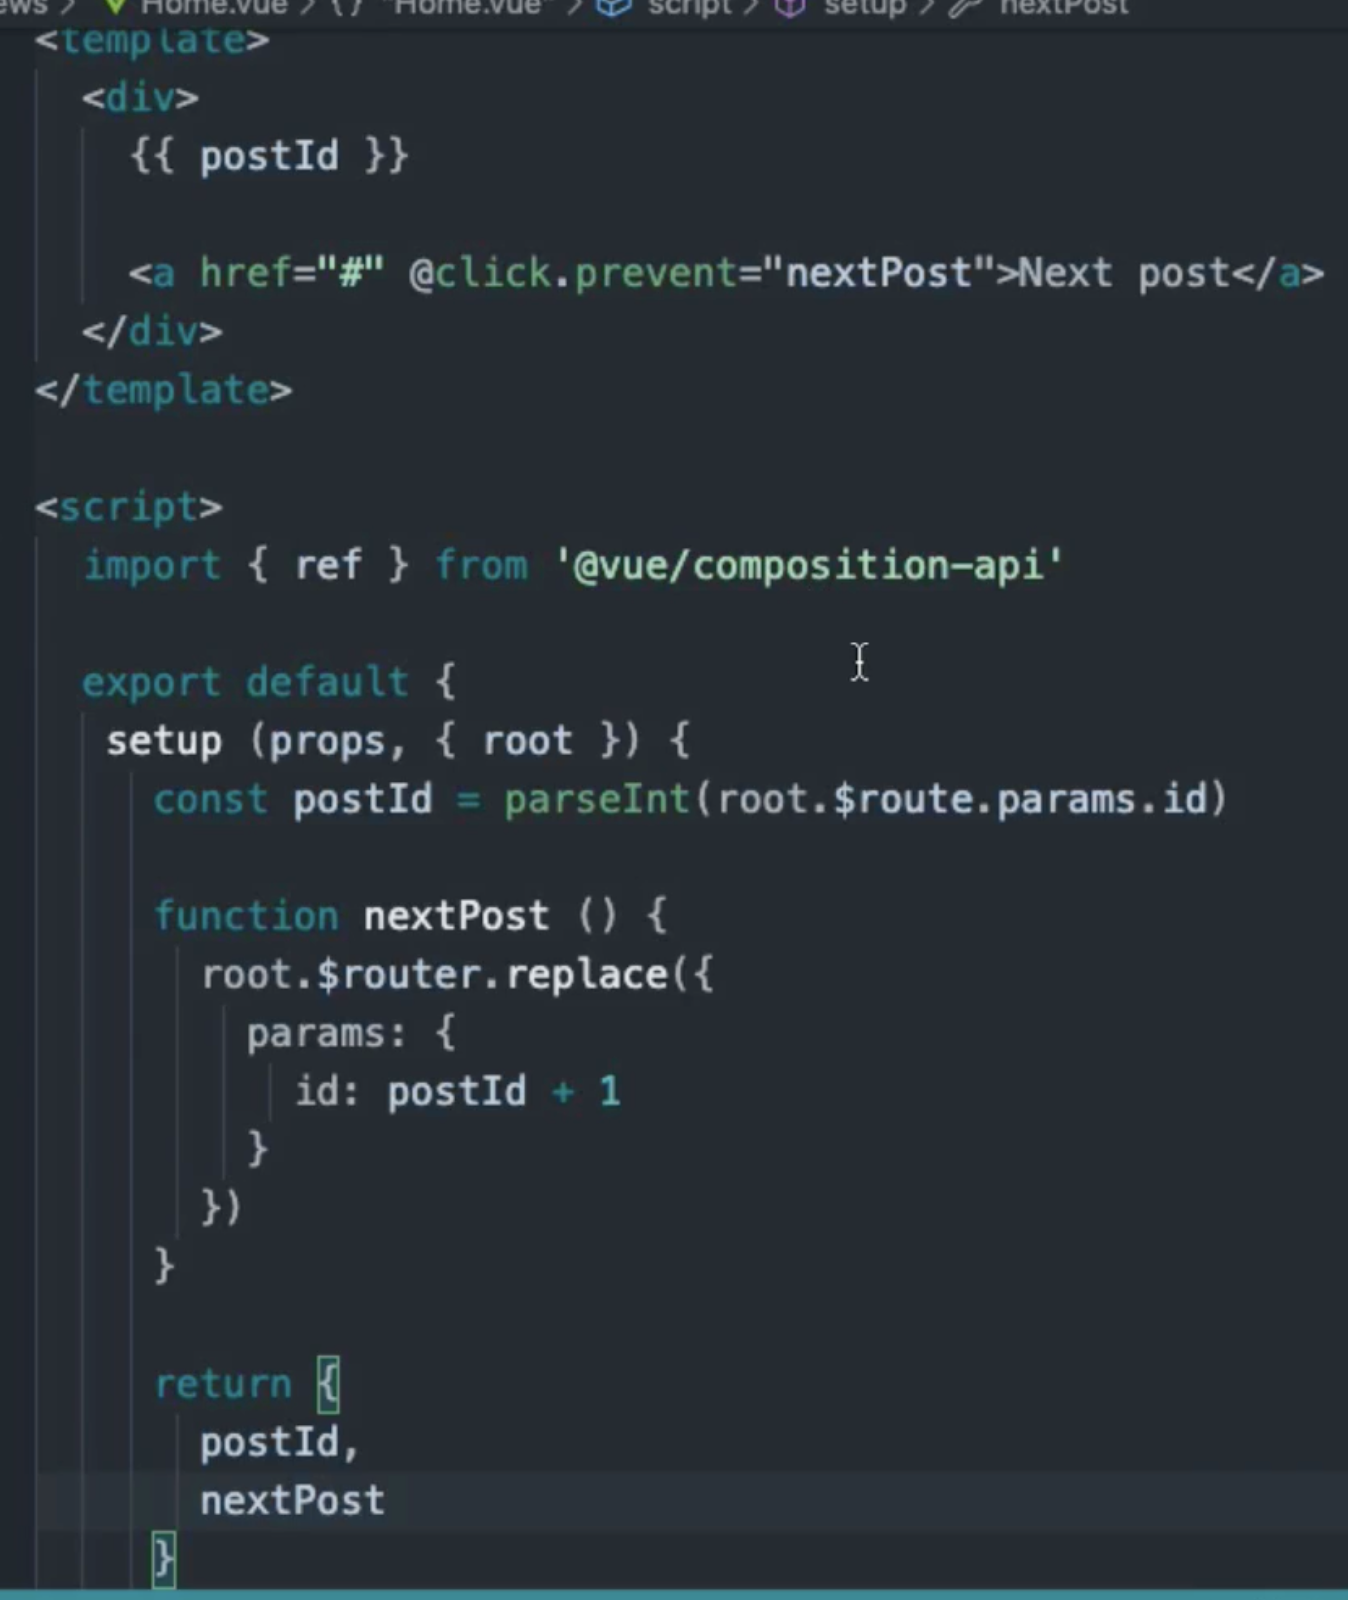 ews > Home.vue > {} "Home.vue" > script > setup > nextPost
<template>
<div>
{{ postId }}
<a href="#" @click.prevent="nextPost">Next post</a>
</div>
</template>
<script>
import { ref } from '@vue/composition-api'
export default {
setup (props, { root }) {
const postId = parseInt(root.$route.params.id)
function nextPost () {
root.$router.replace({
params: {
id: postId + 1
}
})
}
return {
postId,
nextPost
}